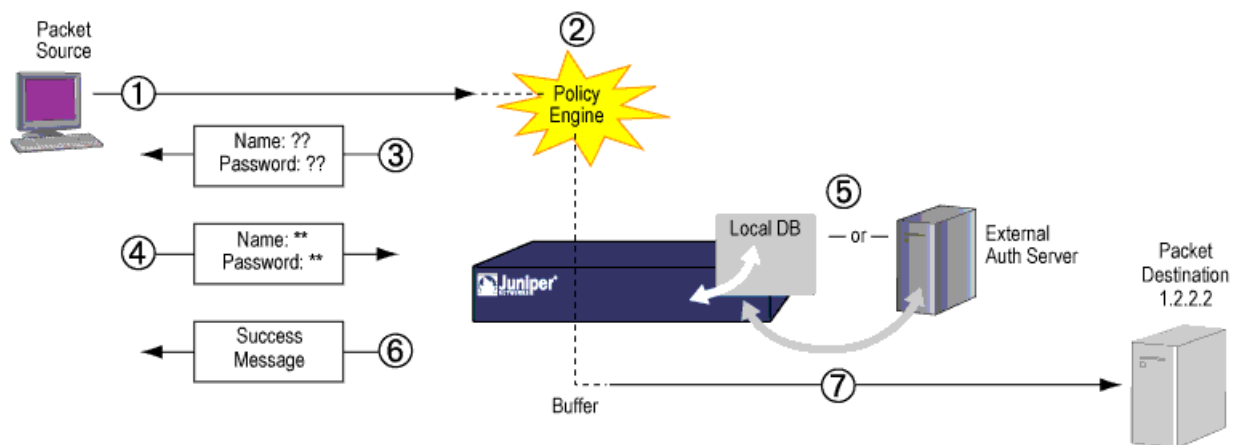 Packet
Source
①
②
Policy
Engine
Name: ??
Password: ??
③
④
Name: **
Password: **
Success
Message
⑥
Juniper
NETWORKS
Local DB
⑤
— or —
External
Auth Server
Packet
Destination
1.2.2.2
Buffer
⑦